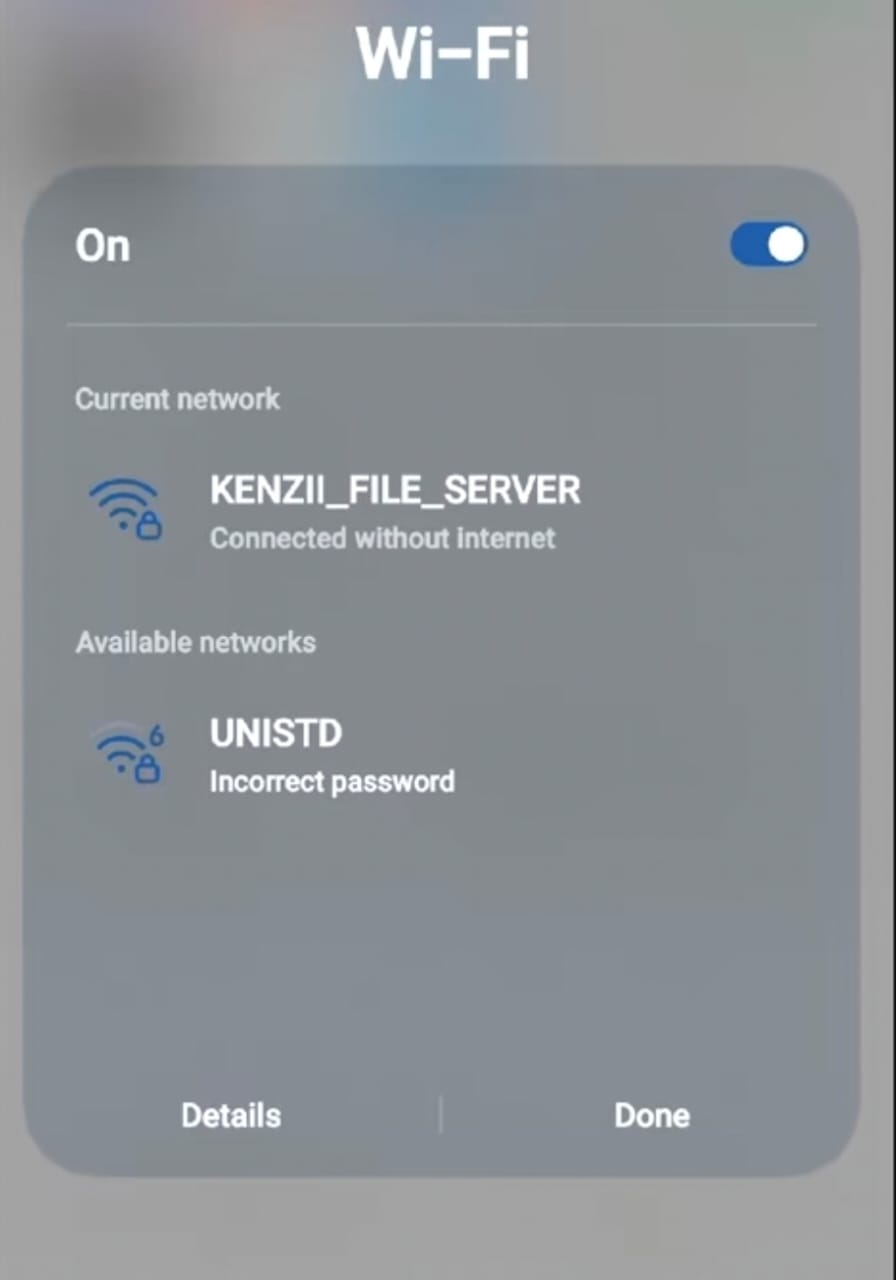 Wi-Fi
On
Current network
KENZII_FILE_SERVER
Connected without internet
Available networks
6
UNISTD
Incorrect password
Details
Done